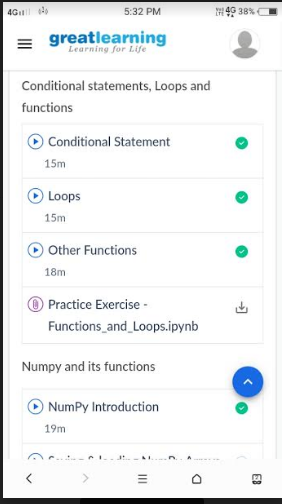 4G 5:32 PM 4G 38%
greatlearning
Learning for Life
Conditional statements, Loops and
functions
Conditional Statement
15m
Loops
15m
Other Functions
18m
Practice Exercise -
Functions_and_Loops.ipynb
Numpy and its functions
NumPy Introduction
19m